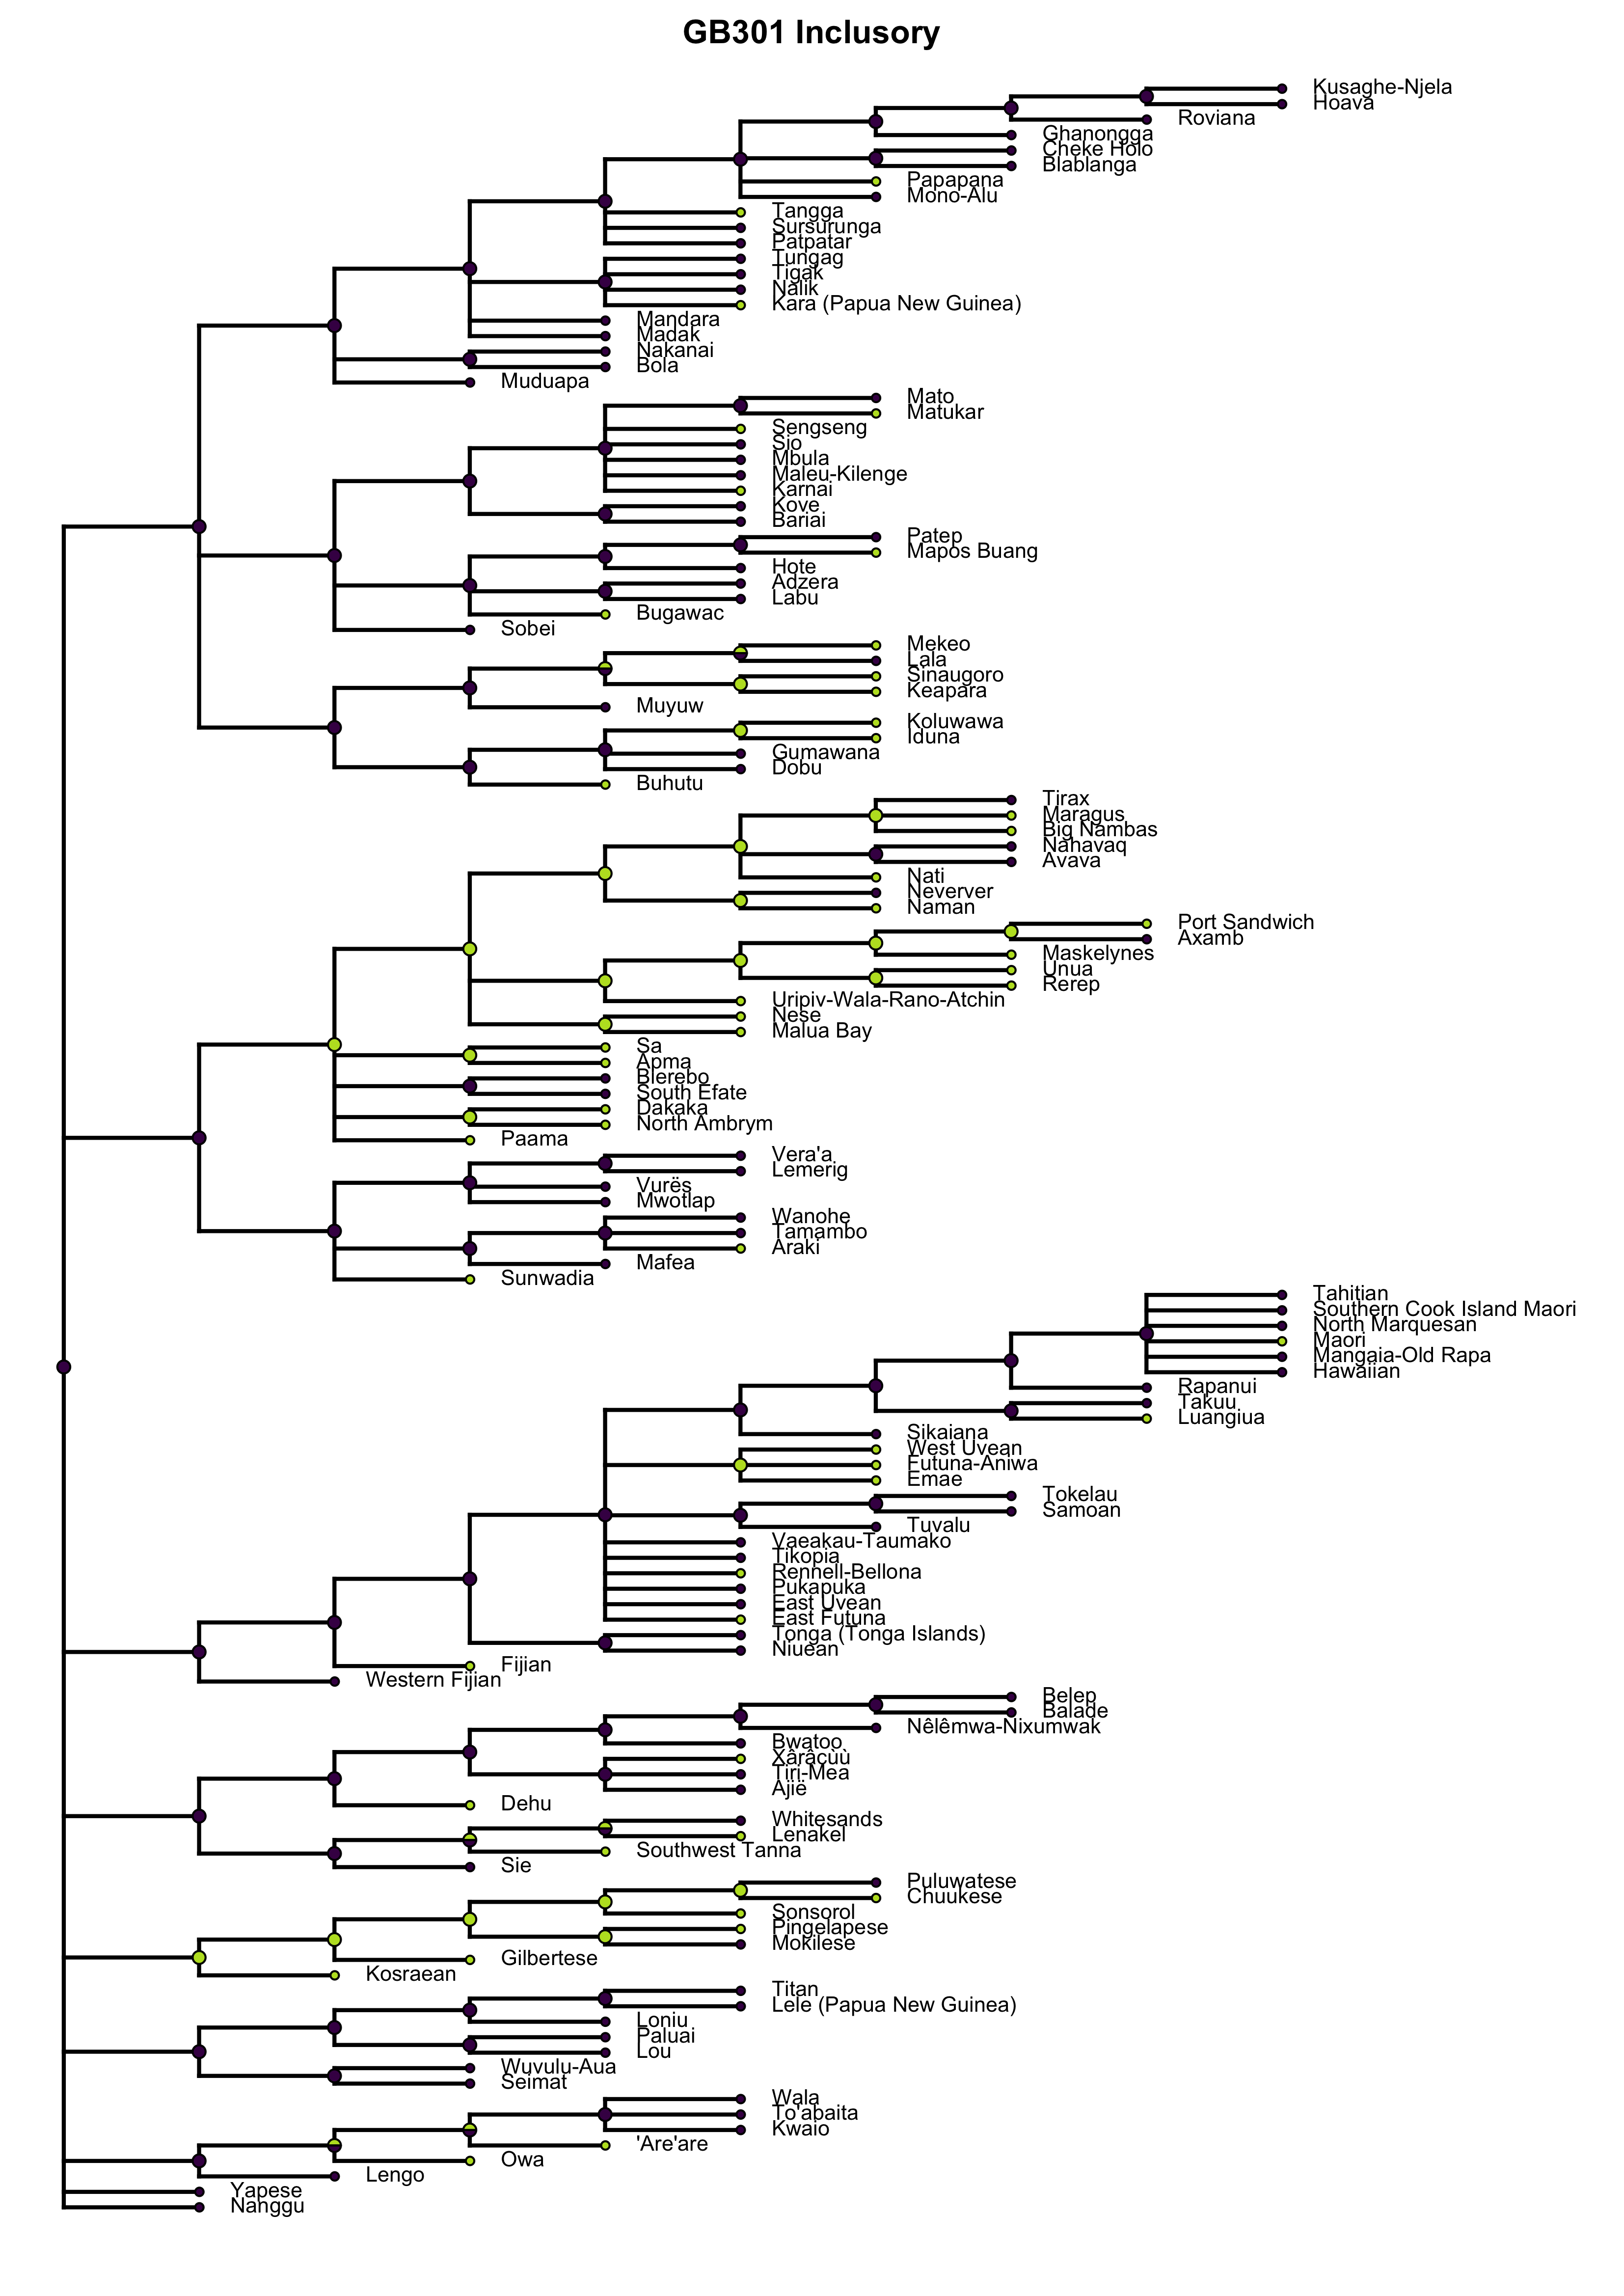 GB301 Inclusory
Kusaghe-Njela
Hoava
Roviana
Ghanongga
Cheke Holo
Blablanga
Papapana
Mono-Alu
Tangga
Sursurunga
Patpatar
Tungag
Tigak
Nalik
Kara (Papua New Guinea)
Mandara
Madak
Nakanai
Bola
Muduapa
Mato
Matukar
Sengseng
Sio
Mbula
Maleu-Kilenge
Karnai
Kove
Bariai
Patep
Mapos Buang
Hote
Adzera
Labu
Bugawac
Sobei
Mekeo
Lala
Sinaugoro
Keapara
Muyuw
Koluwawa
Iduna
Gumawana
Dobu
Buhutu
Tirax
Maragus
Big Nambas
Nahavaq
Avava
Nati
Neverver
Naman
Port Sandwich
Axamb
Maskelynes
Unua
Rerep
Uripiv-Wala-Rano-Atchin
Nese
Malua Bay
Sa
Apma
Blerebo
South Efate
Dakaka
North Ambrym
Paama
Vera'a
Lemerig
Vurës
Mwotlap
Wanohe
Tamambo
Araki
Mafea
Sunwadia
Tahitian
Southern Cook Island Maori
North Marquesan
Maori
Mangaia-Old Rapa
Hawaiian
Rapanui
Takuu
Luangiua
Sikaiana
West Uvean
Futuna-Aniwa
Emae
Tokelau
Samoan
Tuvalu
Vaeakau-Taumako
Tikopia
Rennell-Bellona
Pukapuka
East Uvean
East Futuna
Tonga (Tonga Islands)
Niuean
Fijian
Western Fijian
Belep
Balade
Nêlêmwa-Nixumwak
Bwatoo
Xârâcùù
Tiri-Mea
Ajië
Dehu
Whitesands
Lenakel
Southwest Tanna
Sie
Puluwatese
Chuukese
Sonsorol
Pingelapese
Mokilese
Gilbertese
Kosraean
Titan
Lele (Papua New Guinea)
Loniu
Paluai
Lou
Wuvulu-Aua
Seimat
Wala
To'abaita
Kwaio
'Are'are
Owa
Lengo
Yapese
Nanggu